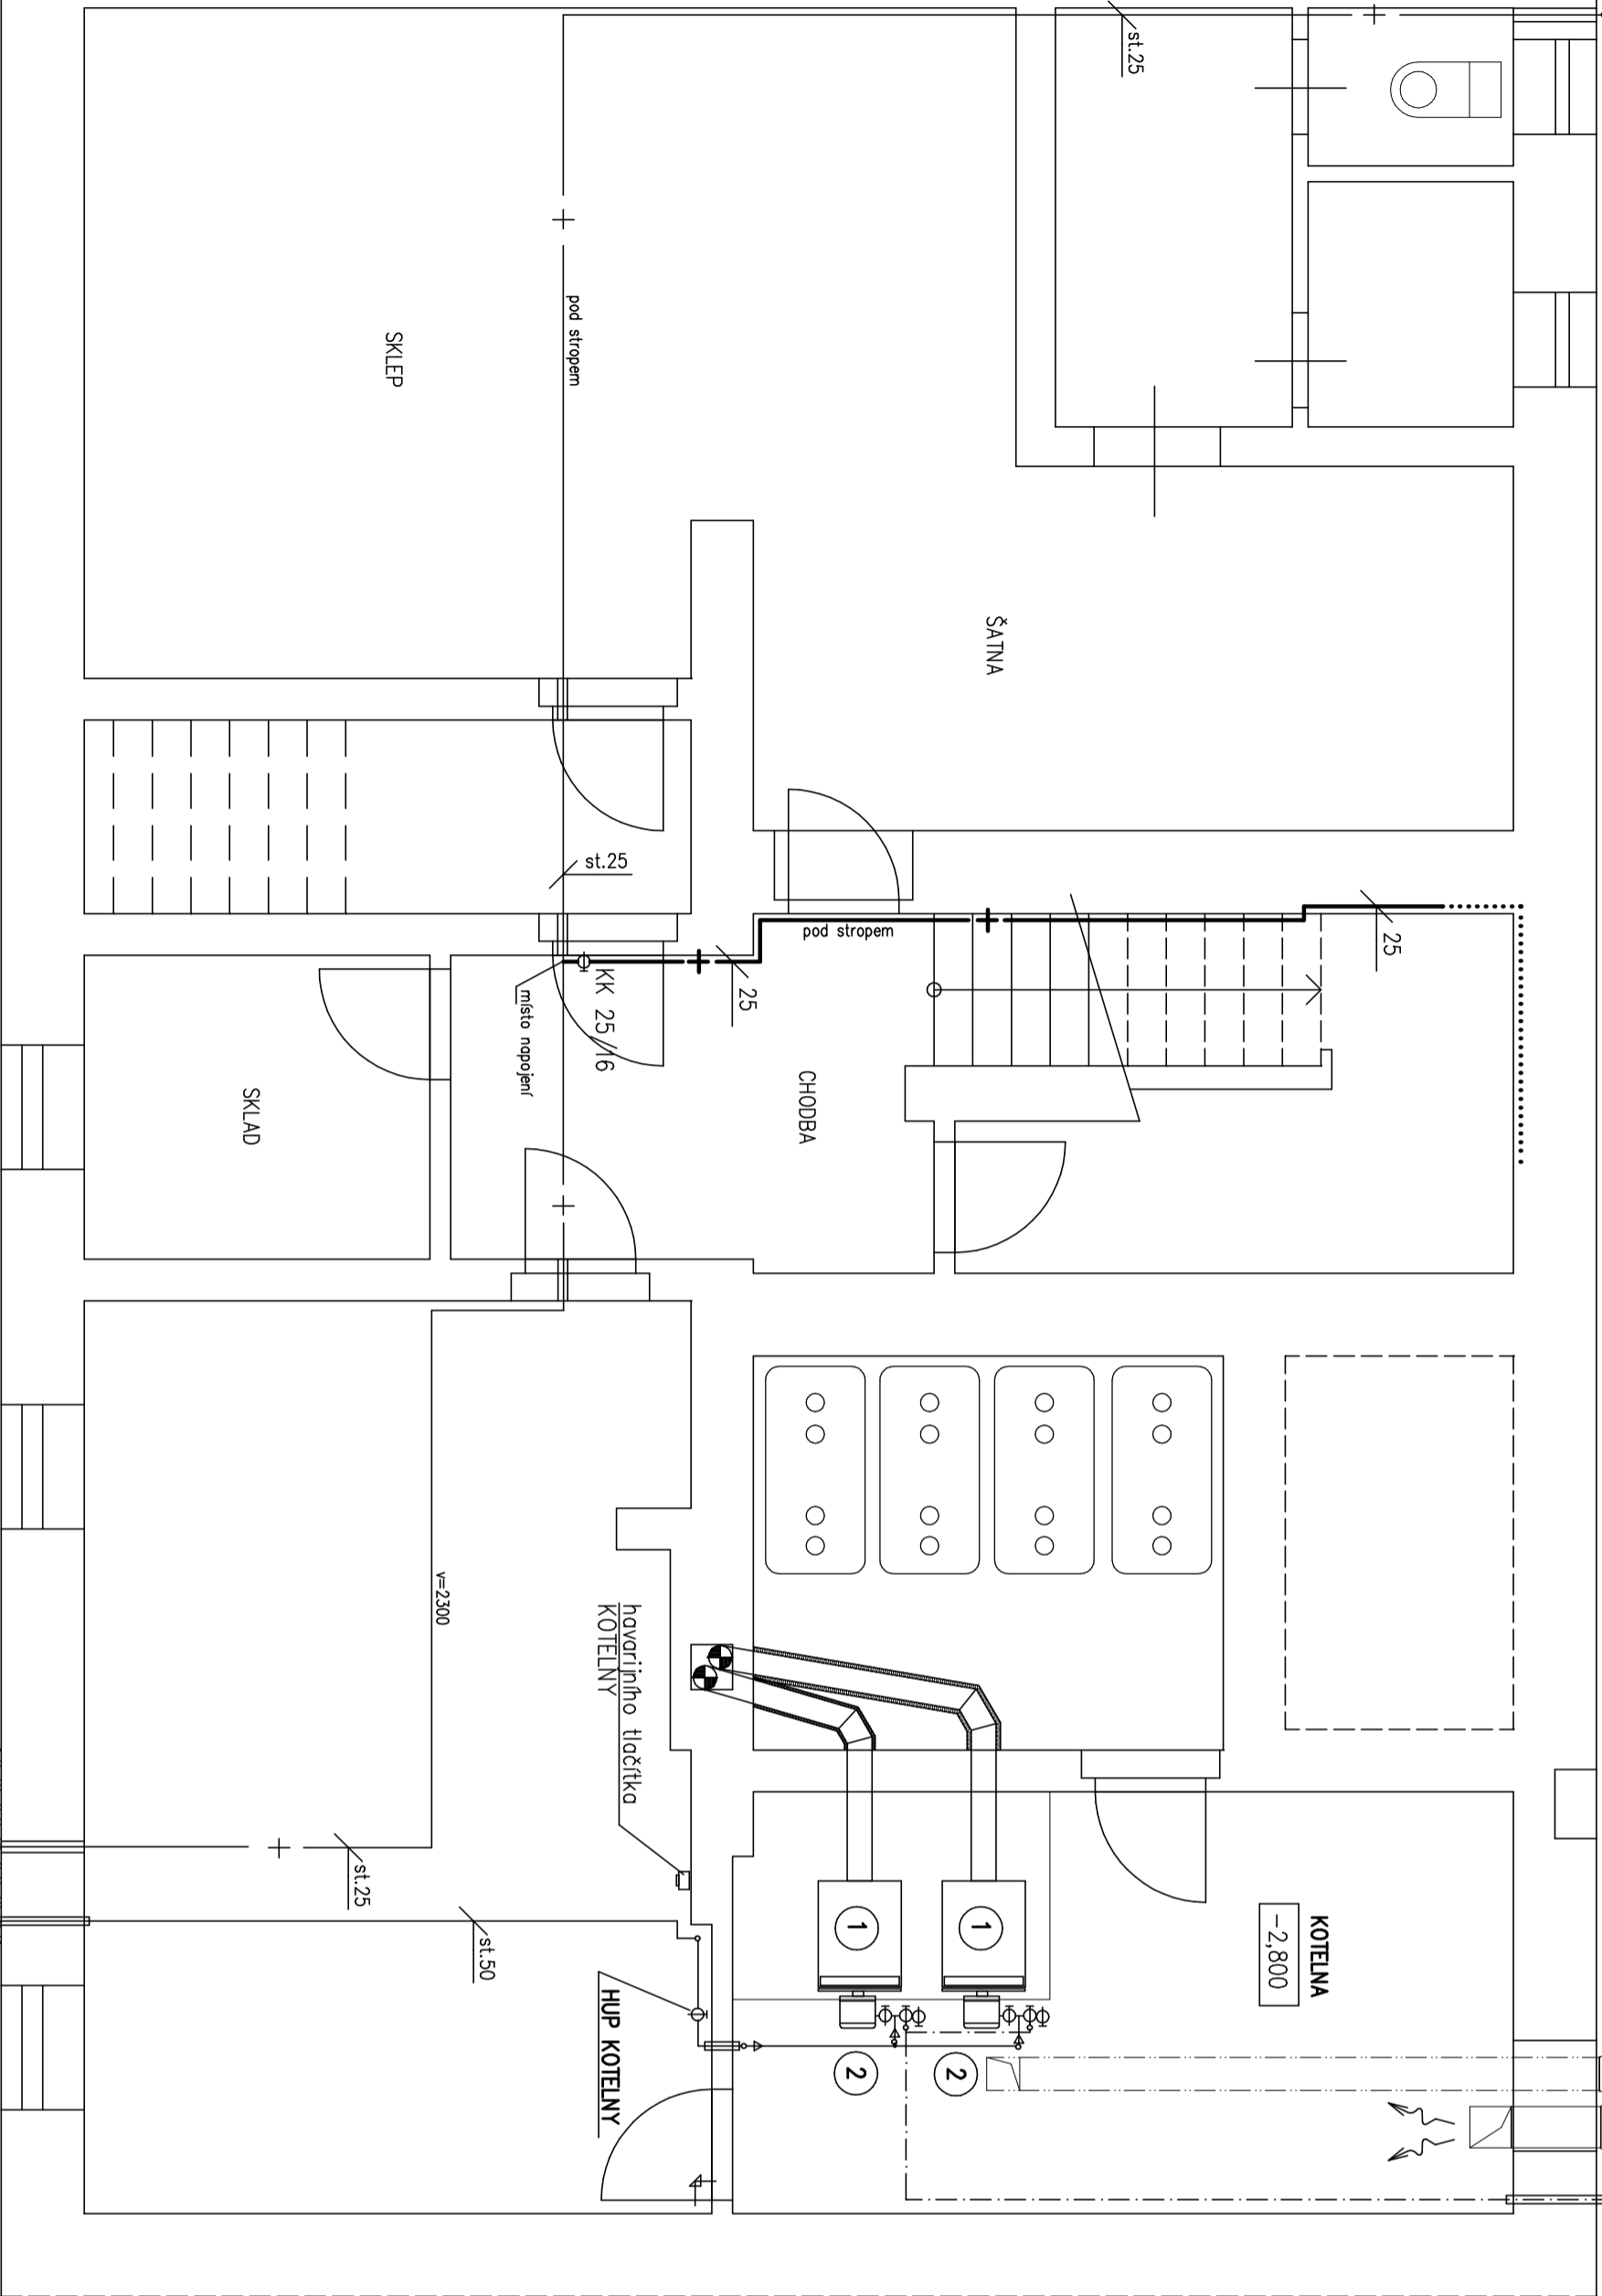 st.25
pod stropem
SKLEP
ŠATNA
st.25
pod stropem
25
KK 25/16
25
místo napojení
CHODBA
SKLAD
v=2300
havarijního tlačítka
KOTELNY
st.25
st.50
1
1
KOTELNA
-2,800
HUP KOTELNY
2
2